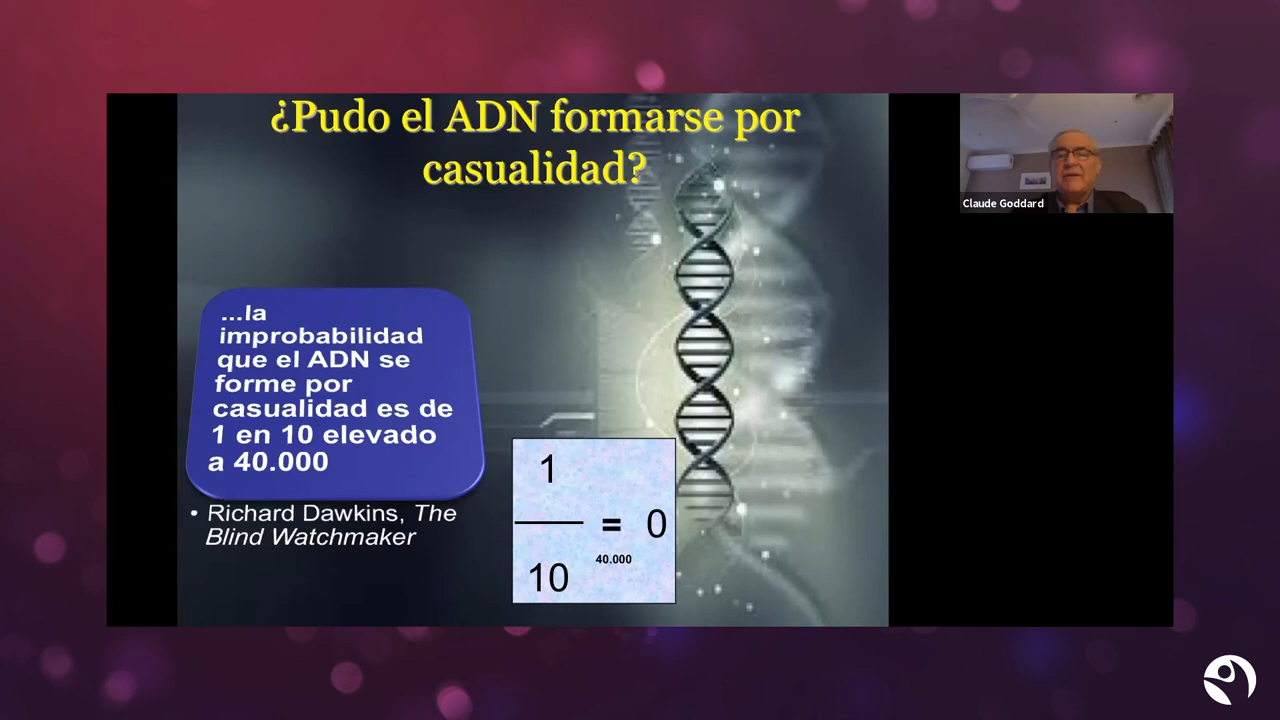 ¿Pudo el ADN formarse por
casualidad?
Claude Goddard
...la
improbabilidad
que el ADN se
forme por
casualidad es de
1 en 10 elevado
a 40.000
• Richard Dawkins, The
Blind Watchmaker
1
= 0
40.000
10